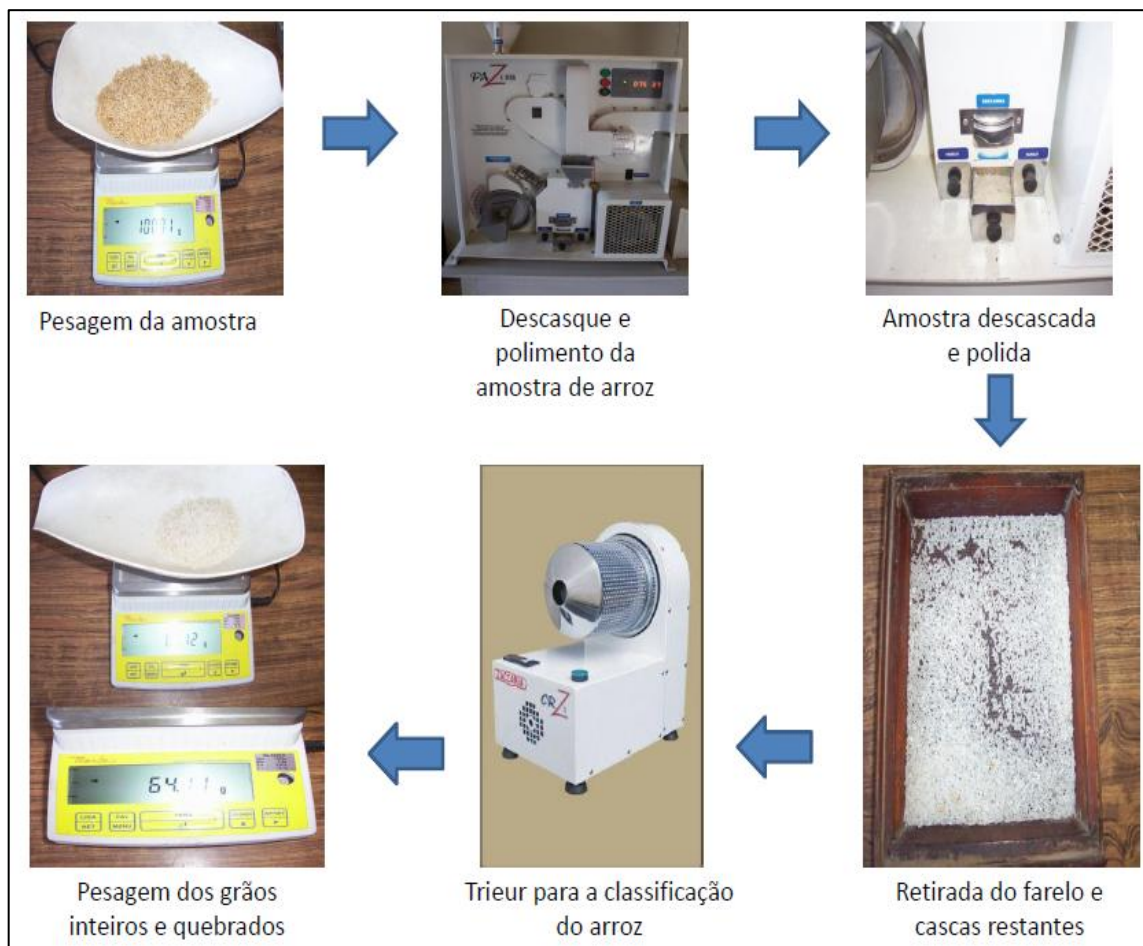 Pesagem da amostra
Descasque e
polimento da
amostra de arroz
Amostra descascada
e polida
Retirada do farelo e
cascas restantes
Trieur para a classificação
do arroz
CRZ
Pesagem dos grãos
inteiros e quebrados
64.11 g